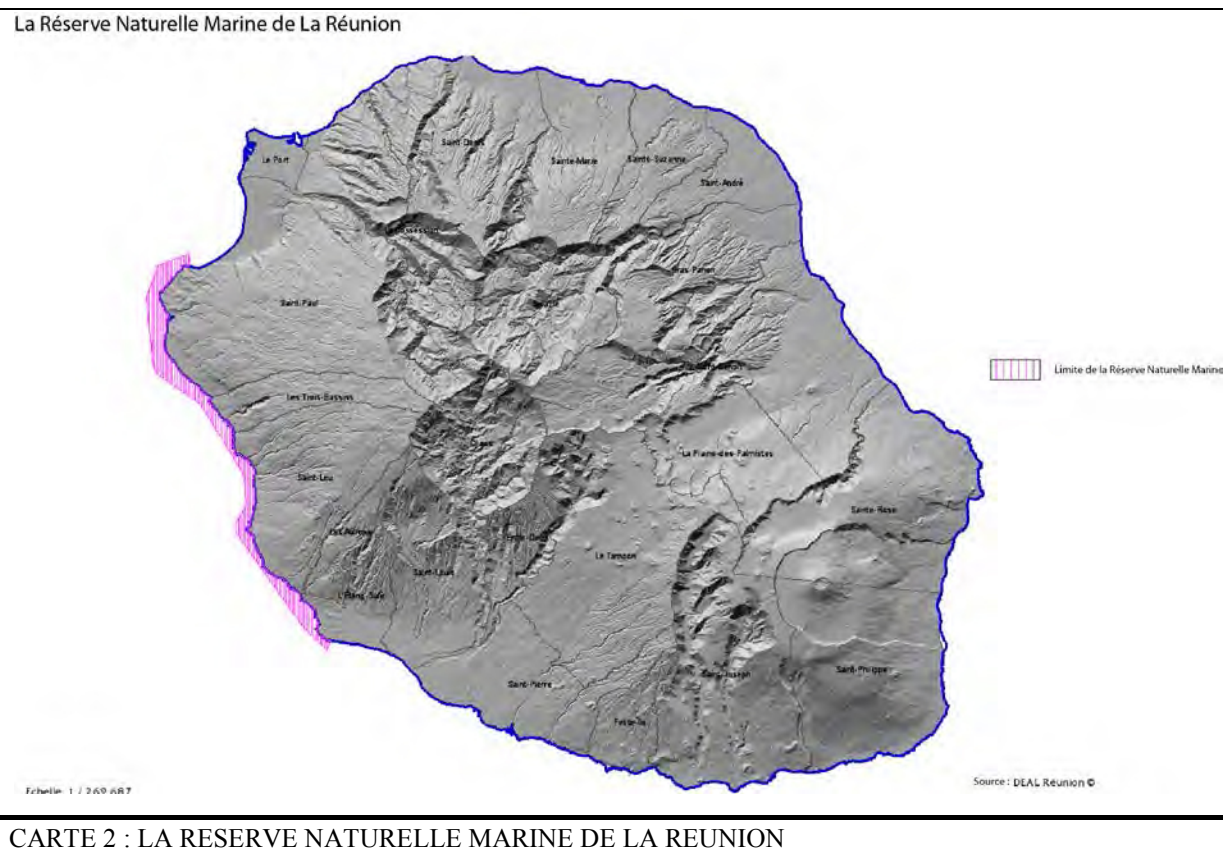 La Réserve Naturelle Marine de La Réunion
Le Port
Saint-Denis
Sainte-Marie
Sainte-Suzanne
Saint-André
Bras-Panon
Saint-Paul
Les Trois-Bassins
La Plaine-des-Palmistes
Saint-Leu
Sainte-Rose
Le Tampon
Saint-Louis
L'Étang-Salé
Saint-Philippe
Saint-Joseph
Saint-Pierre
Limite de la Réserve Naturelle Marine
Echelle 1 / 269 687
Source : DEAL Réunion ©
CARTE 2 : LA RESERVE NATURELLE MARINE DE LA REUNION